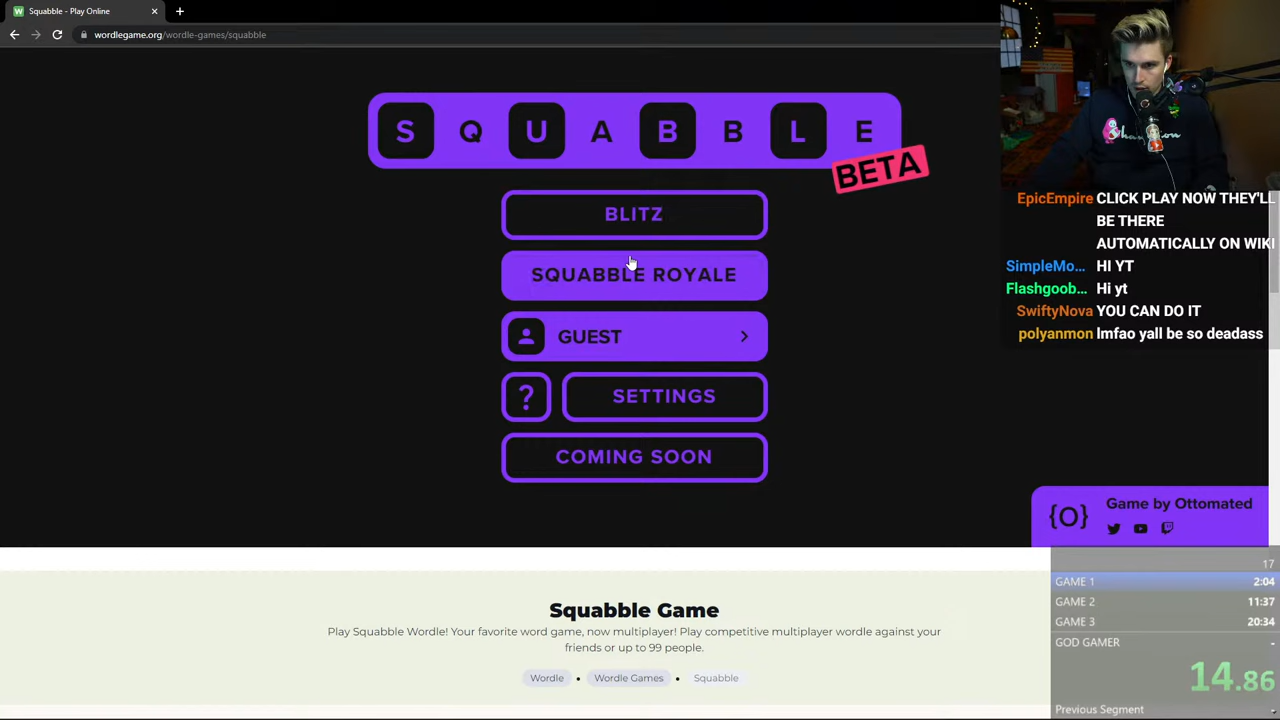 Squabble - Play Online
wordlegame.org/wordle-games/squabble
SQUABBLE
BETA
BLITZ
SQUABBLE ROYALE
GUEST
?
SETTINGS
COMING SOON
EpicEmpire CLICK PLAY NOW THEY'LL
BE THERE
AUTOMATICALLY ON WIKI
SimpleMo... HI YT
Flashgoob... Hi yt
SwiftyNova YOU CAN DO IT
polyanmon lmfao yall be so deadass
{O} Game by Ottomated
Squabble Game
Play Squabble Wordle! Your favorite word game, now multiplayer! Play competitive multiplayer wordle against your
friends or up to 99 people.
Wordle • Wordle Games • Squabble
17
GAME 1 2:04
GAME 2 11:37
GAME 3 20:34
GOD GAMER -
14.86
Previous Segment -